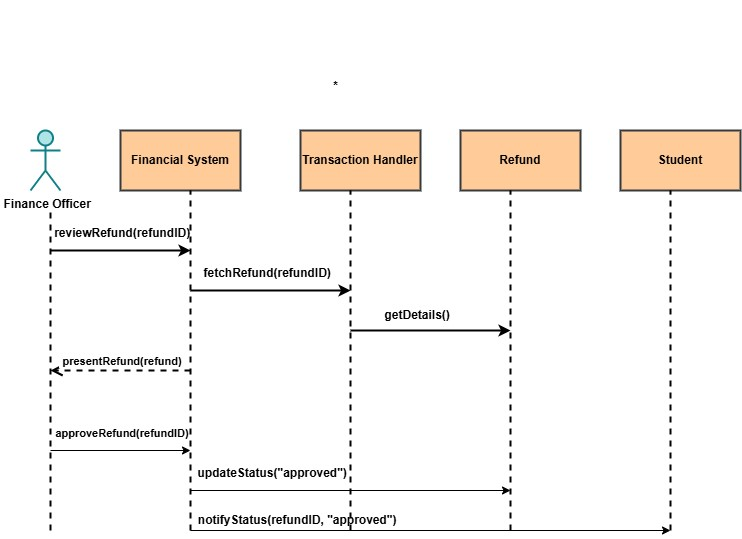 *
Financial System
Transaction Handler
Refund
Student
Finance Officer
reviewRefund(refundID)
fetchRefund(refundID)
getDetails()
presentRefund(refund)
approveRefund(refundID)
updateStatus("approved")
notifyStatus(refundID, "approved")